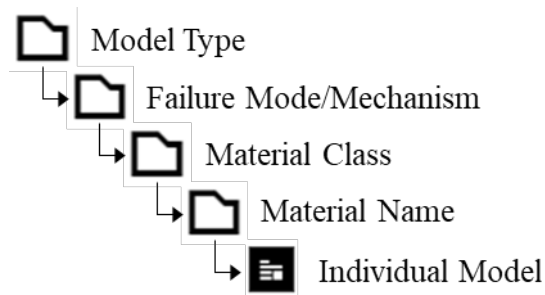 Model Type
Failure Mode/Mechanism
Material Class
Material Name
Individual Model